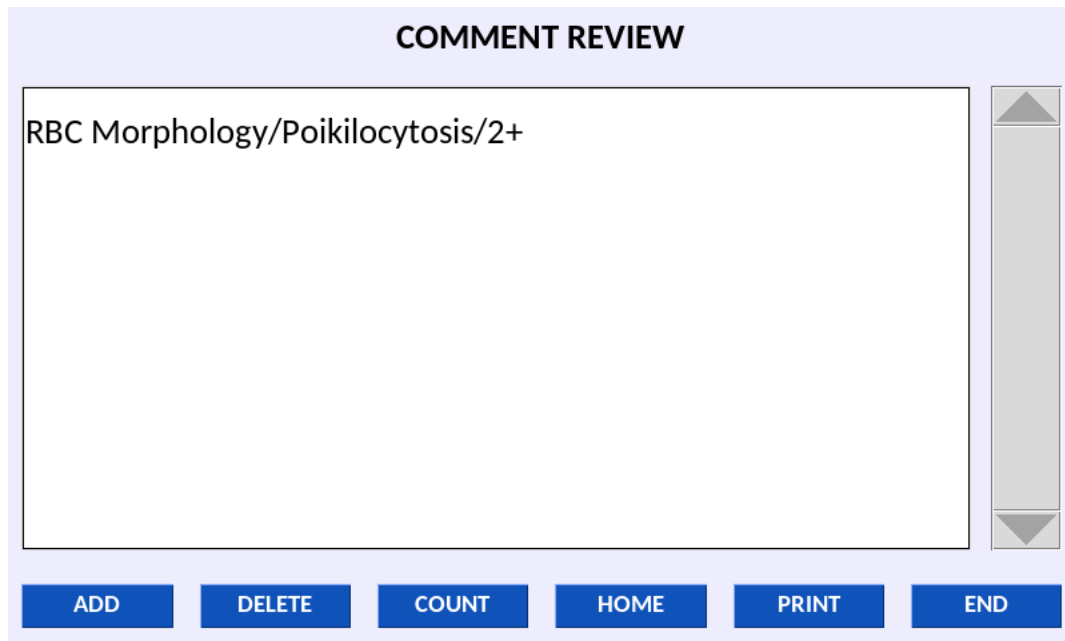 COMMENT REVIEW
RBC Morphology/Poikilocytosis/2+
ADD DELETE COUNT HOME PRINT END